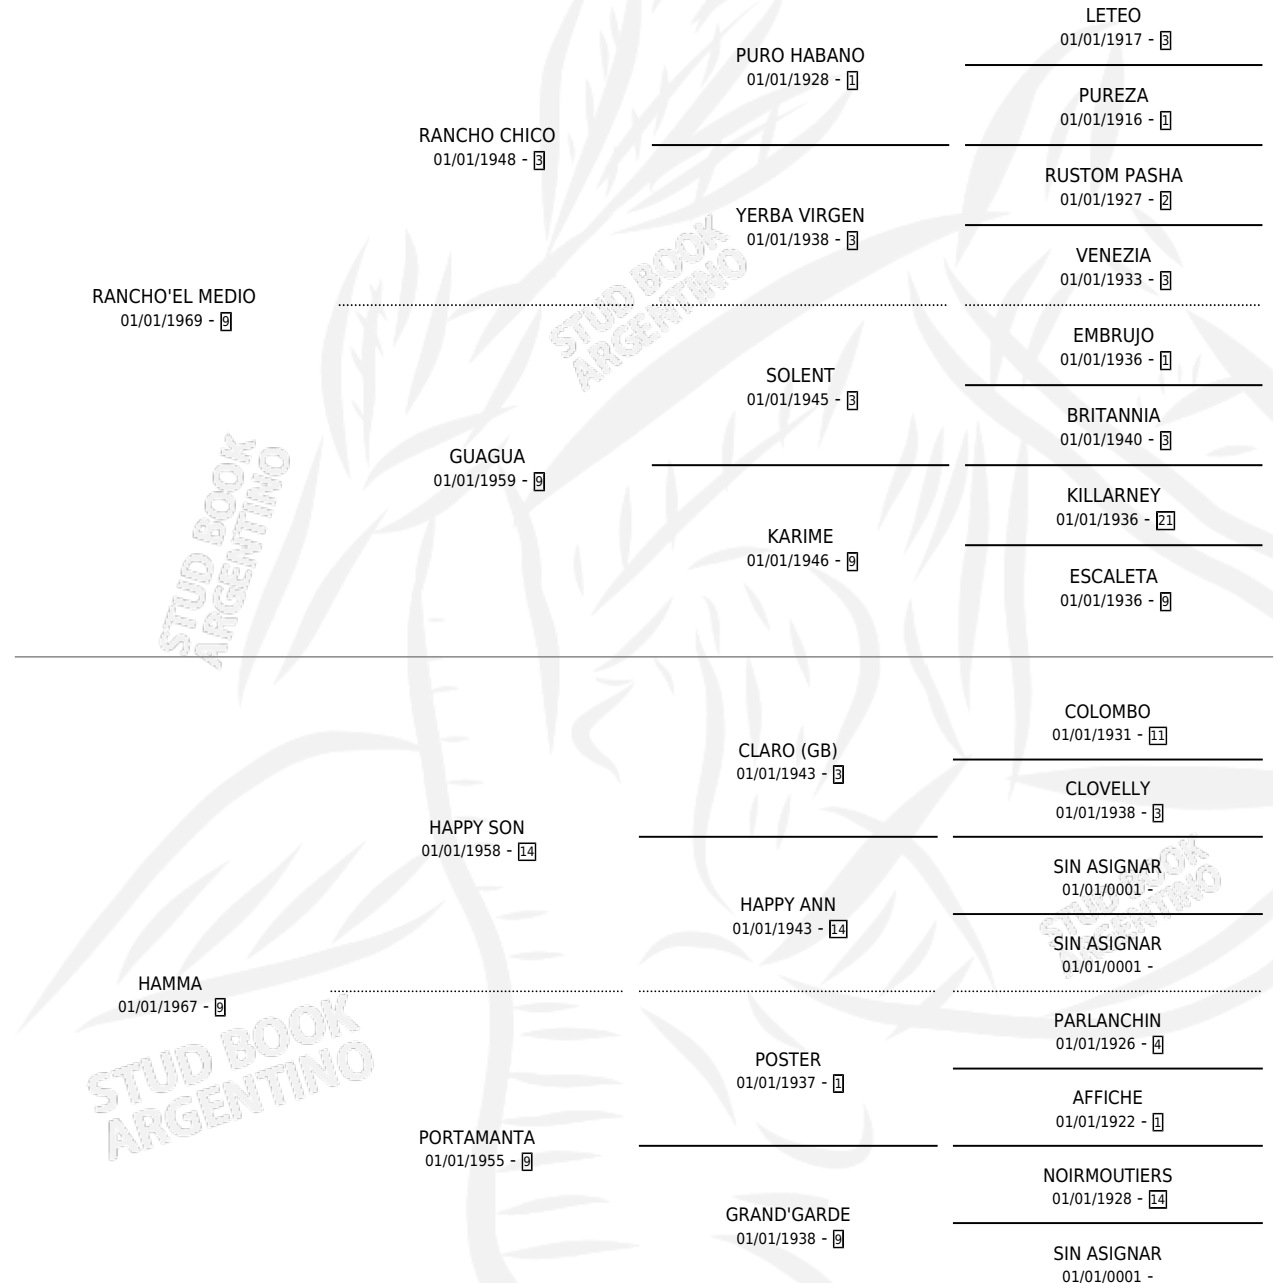 LETEO
01/01/1917 - 3
PURO HABANO
01/01/1928 - 1
PUREZA
01/01/1916 - 1
RANCHO CHICO
01/01/1948 - 3
RUSTOM PASHA
01/01/1927 - 2
YERBA VIRGEN
01/01/1938 - 3
VENEZIA
01/01/1933 - 3
RANCHO'EL MEDIO
01/01/1969 - 9
EMBRUJO
01/01/1936 - 1
SOLENT
01/01/1945 - 3
BRITANNIA
01/01/1940 - 3
GUAGUA
01/01/1959 - 9
KILLARNEY
01/01/1936 - 21
KARIME
01/01/1946 - 9
ESCALETA
01/01/1936 - 9
COLOMBO
01/01/1931 - 11
CLARO (GB)
01/01/1943 - 3
CLOVELLY
01/01/1938 - 3
HAPPY SON
01/01/1958 - 14
SIN ASIGNAR
01/01/0001 -
HAPPY ANN
01/01/1943 - 14
SIN ASIGNAR
01/01/0001 -
HAMMA
01/01/1967 - 9
PARLANCHIN
01/01/1926 - 4
POSTER
01/01/1937 - 1
AFFICHE
01/01/1922 - 1
PORTAMANTA
01/01/1955 - 9
NOIRMOUTIERS
01/01/1928 - 14
GRAND'GARDE
01/01/1938 - 9
SIN ASIGNAR
01/01/0001 -
STUD BOOK
ARGENTINO
STUD BOOK
ARGENTINO
STUD BOOK
ARGENTINO
STUD BOOK
ARGENTINO